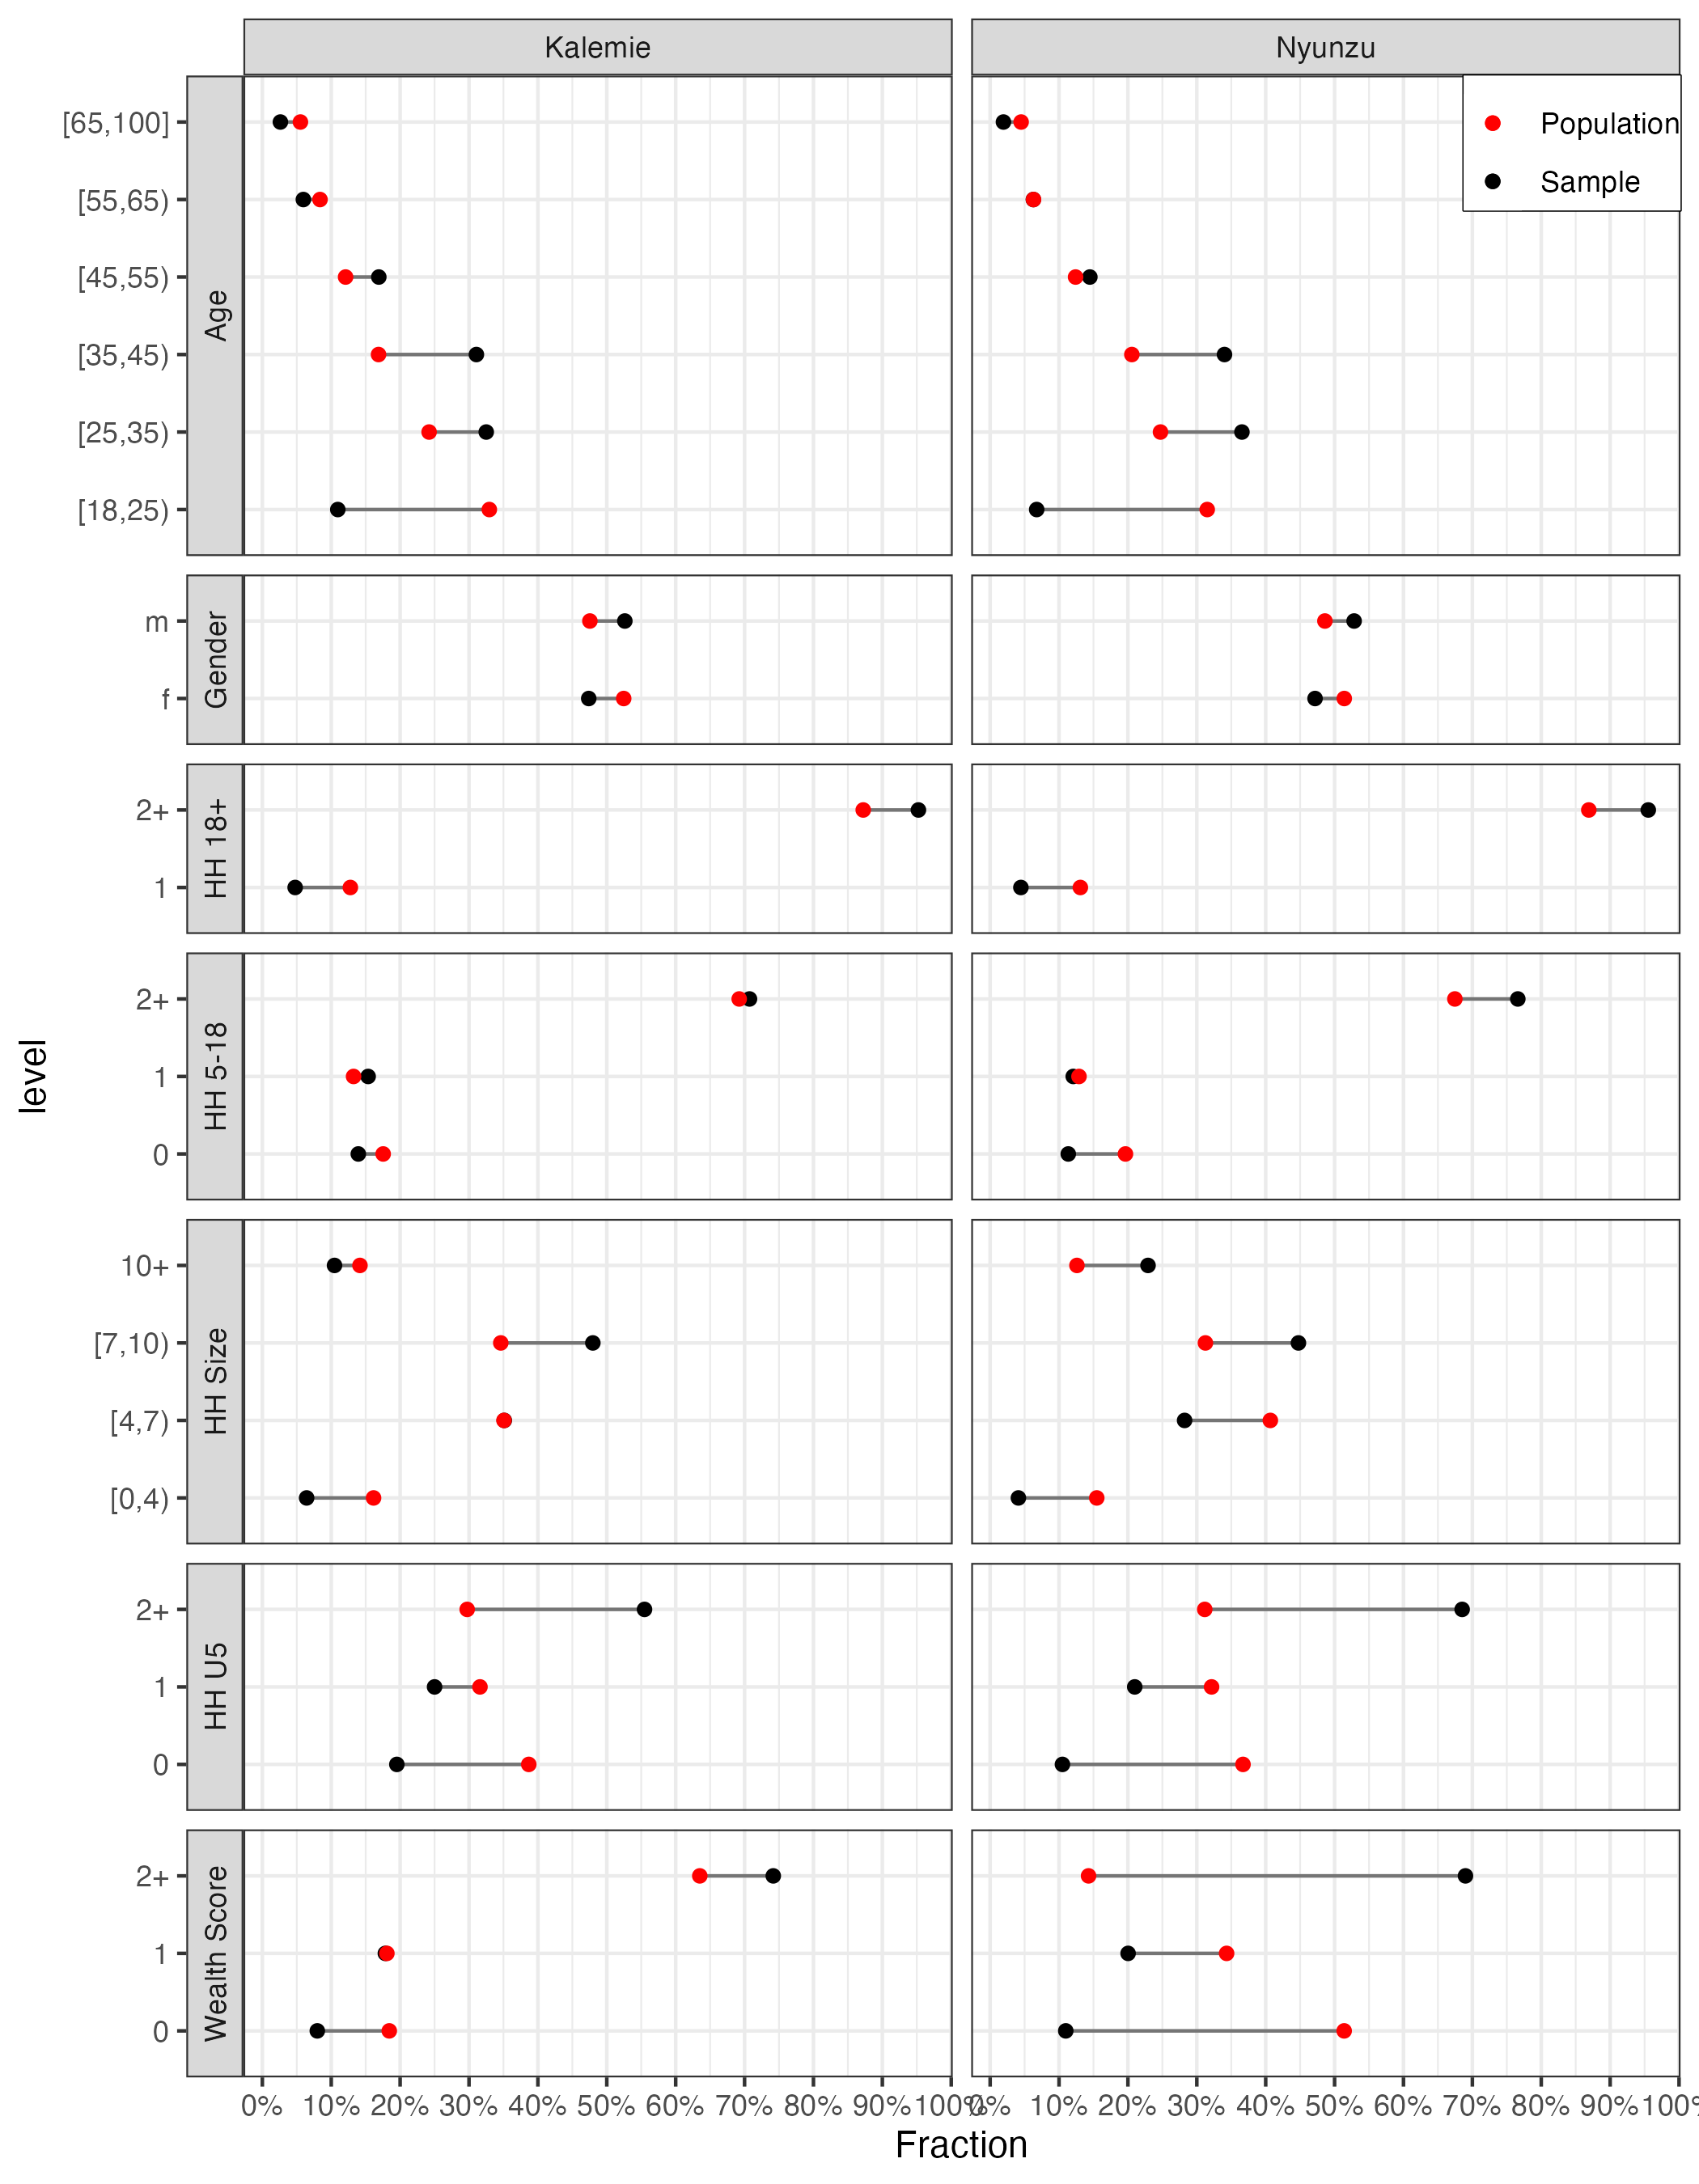 Kalemie
Nyunzu
Population
Sample
level
Age
[65,100]
[55,65)
[45,55)
[35,45)
[25,35)
[18,25)
Gender
m
f
HH 18+
2+
1
HH 5-18
2+
1
0
HH Size
10+
[7,10)
[4,7)
[0,4)
HH U5
2+
1
0
Wealth Score
2+
1
0
0% 10% 20% 30% 40% 50% 60% 70% 80% 90% 100% 0% 10% 20% 30% 40% 50% 60% 70% 80% 90% 100%
Fraction